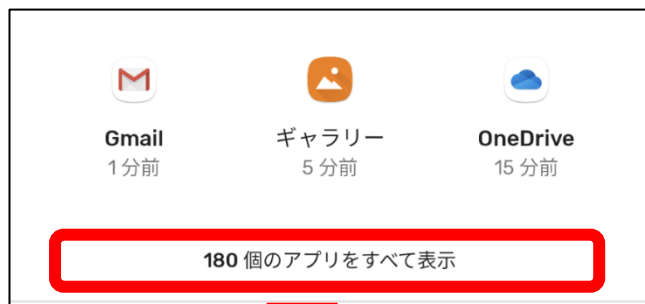 Gmail
1 分前
ギャラリー
5 分前
OneDrive
15 分前
180 個のアプリをすべて表示